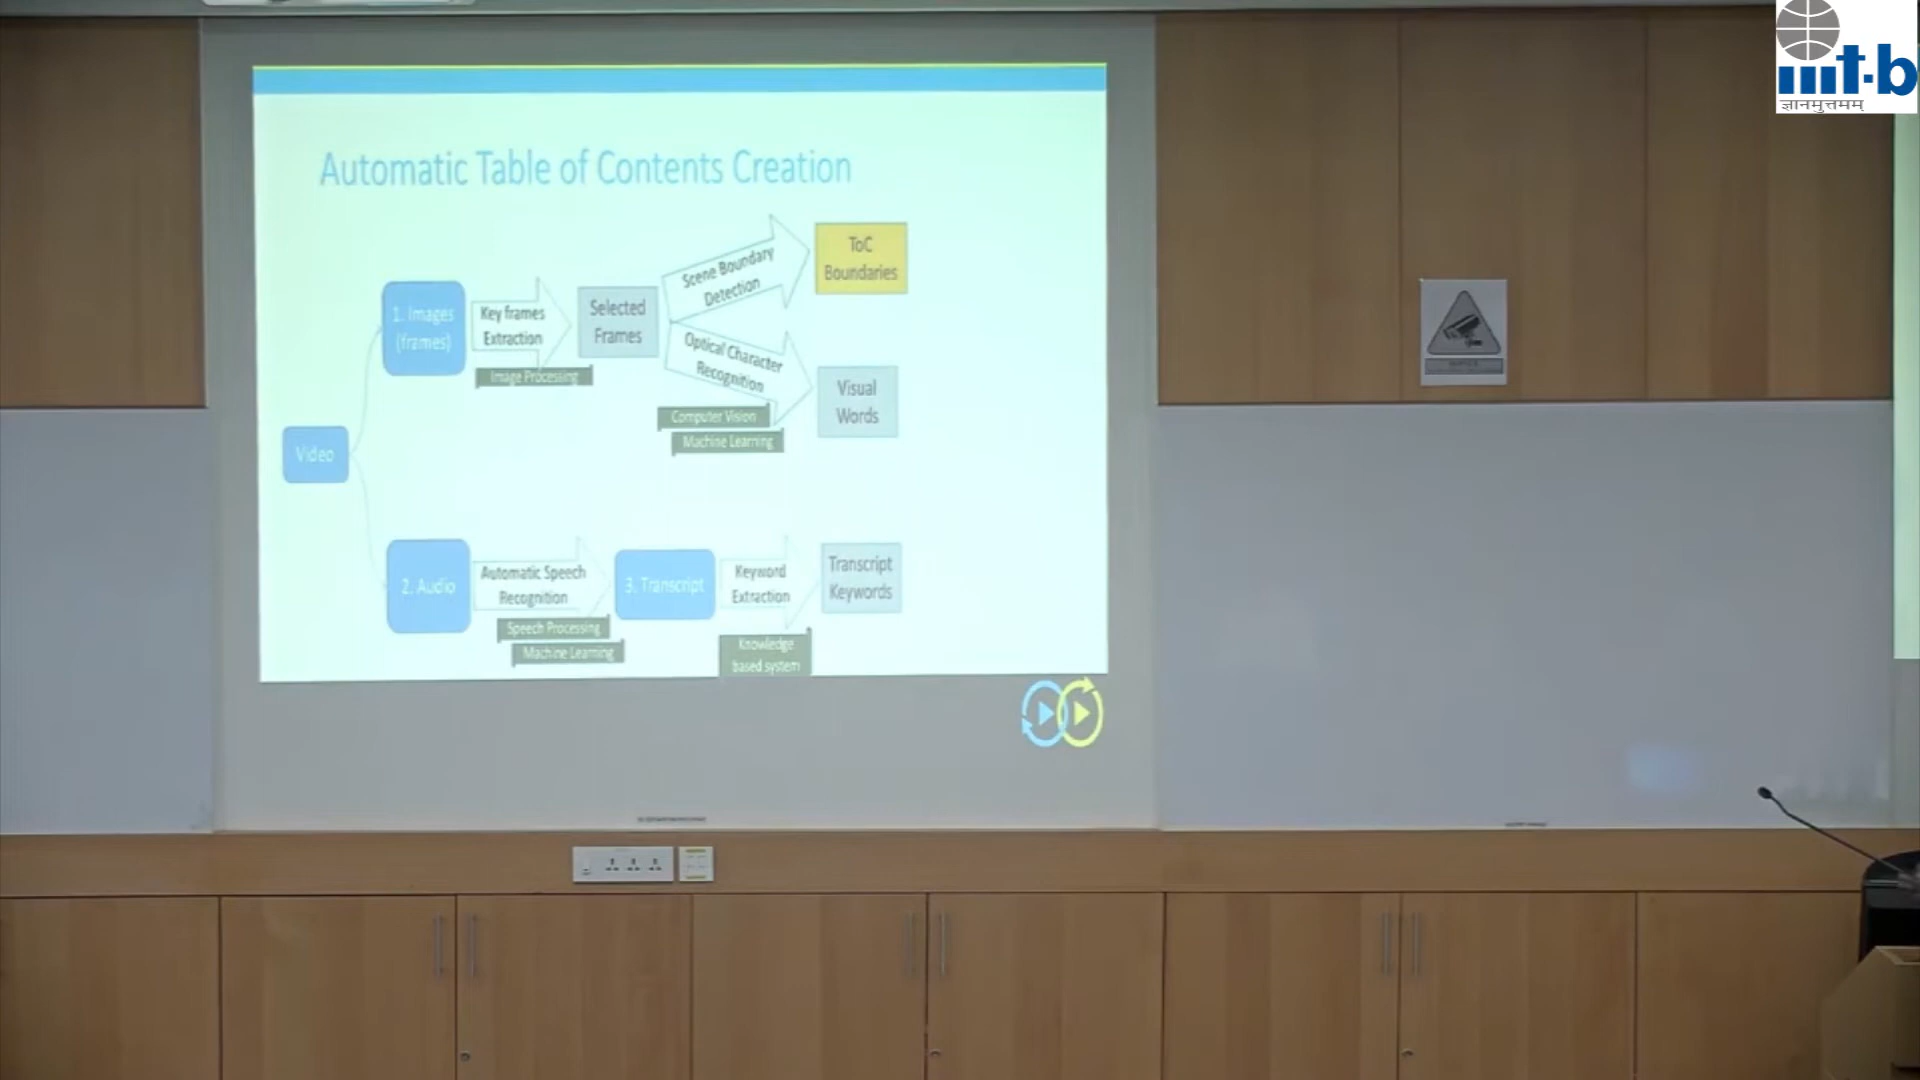 iiit-b
ज्ञानमुत्तमम्
Automatic Table of Contents Creation
ToC
Boundaries
Scene Boundary
Detection
1. Images
(frames)
Key frames
Extraction
Selected
Frames
Image Processing
Optical Character
Recognition
Visual
Words
Computer Vision
Machine Learning
Video
2. Audio
Automatic Speech
Recognition
3. Transcript
Keyword
Extraction
Transcript
Keywords
Speech Processing
Machine Learning
Knowledge
based system